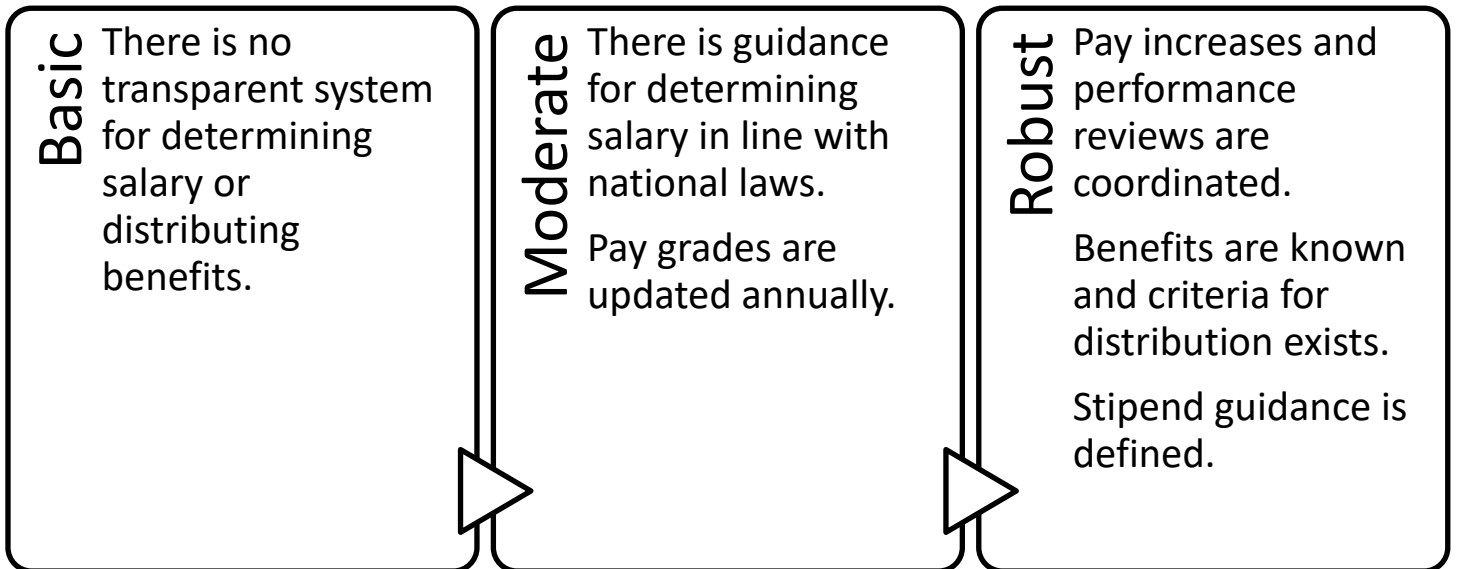 Basic
There is no
transparent system
for determining
salary or
distributing
benefits.
Moderate
There is guidance
for determining
salary in line with
national laws.
Pay grades are
updated annually.
Robust
Pay increases and
performance
reviews are
coordinated.
Benefits are known
and criteria for
distribution exists.
Stipend guidance is
defined.